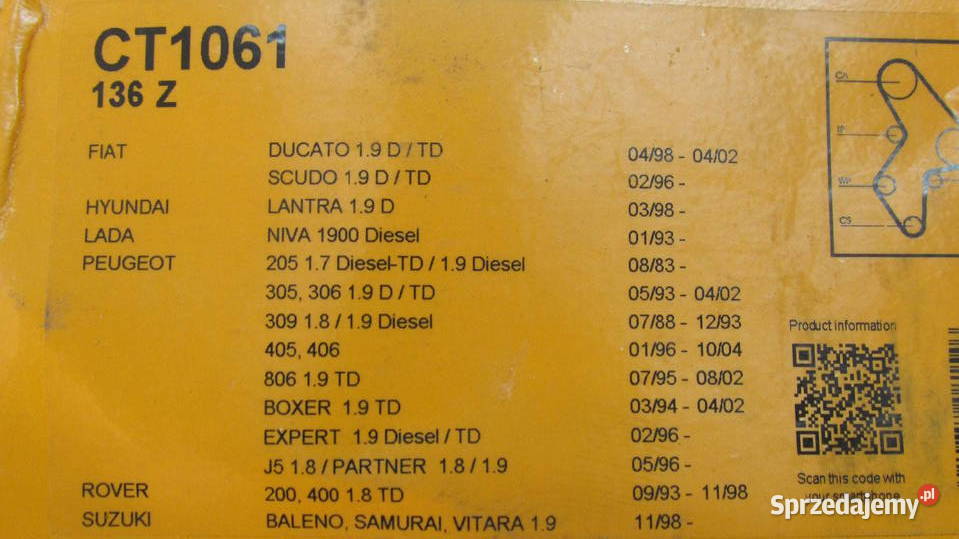 CT1061
136 Z
FIAT DUCATO 1.9 D / TD 04/98 - 04/02
SCUDO 1.9 D / TD 02/96 -
HYUNDAI LANTRA 1.9 D 03/98 -
LADA NIVA 1900 Diesel 01/93 -
PEUGEOT 205 1.7 Diesel-TD / 1.9 Diesel 08/83 -
305, 306 1.9 D / TD 05/93 - 04/02
309 1.8 / 1.9 Diesel 07/88 - 12/93
405, 406 01/96 - 10/04
806 1.9 TD 07/95 - 08/02
BOXER 1.9 TD 03/94 - 04/02
EXPERT 1.9 Diesel / TD 02/96 -
J5 1.8 / PARTNER 1.8 / 1.9 05/96 -
ROVER 200, 400 1.8 TD 09/93 - 11/98
SUZUKI BALENO, SAMURAI, VITARA 1.9 11/98 -
CA
WP
CS
Product information
Scan this code with
your smartphone
Sprzedajemy.pl